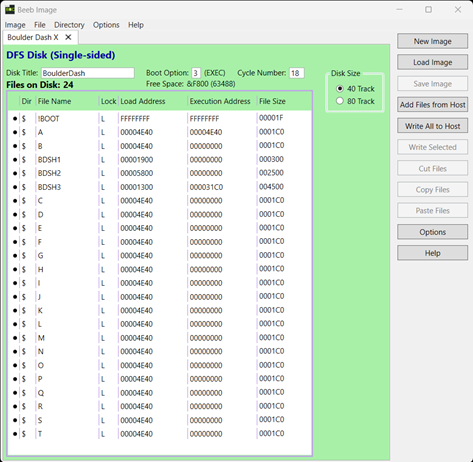 Beeb Image
Image File Directory Options Help
Boulder Dash X ✕
DFS Disk (Single-sided)
Disk Title: BoulderDash Boot Option: 3 (EXEC) Cycle Number: 18
Files on Disk: 24 Free Space: &F800 (63488)
Disk Size
40 Track
80 Track
Dir File Name Lock Load Address Execution Address File Size
$ !BOOT L FFFFFFFF FFFFFFFF 00001F
$ A L 00004E40 00004E40 0001C0
$ B L 00004E40 00000000 0001C0
$ BDSH1 L 00001900 00000000 000300
$ BDSH2 L 00005800 00000000 002500
$ BDSH3 L 00001300 000031C0 004500
$ C L 00004E40 00000000 0001C0
$ D L 00004E40 00000000 0001C0
$ E L 00004E40 00000000 0001C0
$ F L 00004E40 00000000 0001C0
$ G L 00004E40 00000000 0001C0
$ H L 00004E40 00000000 0001C0
$ I L 00004E40 00000000 0001C0
$ J L 00004E40 00000000 0001C0
$ K L 00004E40 00000000 0001C0
$ L L 00004E40 00000000 0001C0
$ M L 00004E40 00000000 0001C0
$ N L 00004E40 00000000 0001C0
$ O L 00004E40 00000000 0001C0
$ P L 00004E40 00000000 0001C0
$ Q L 00004E40 00000000 0001C0
$ R L 00004E40 00000000 0001C0
$ S L 00004E40 00000000 0001C0
$ T L 00004E40 00000000 0001C0
New Image
Load Image
Save Image
Add Files from Host
Write All to Host
Write Selected
Cut Files
Copy Files
Paste Files
Options
Help